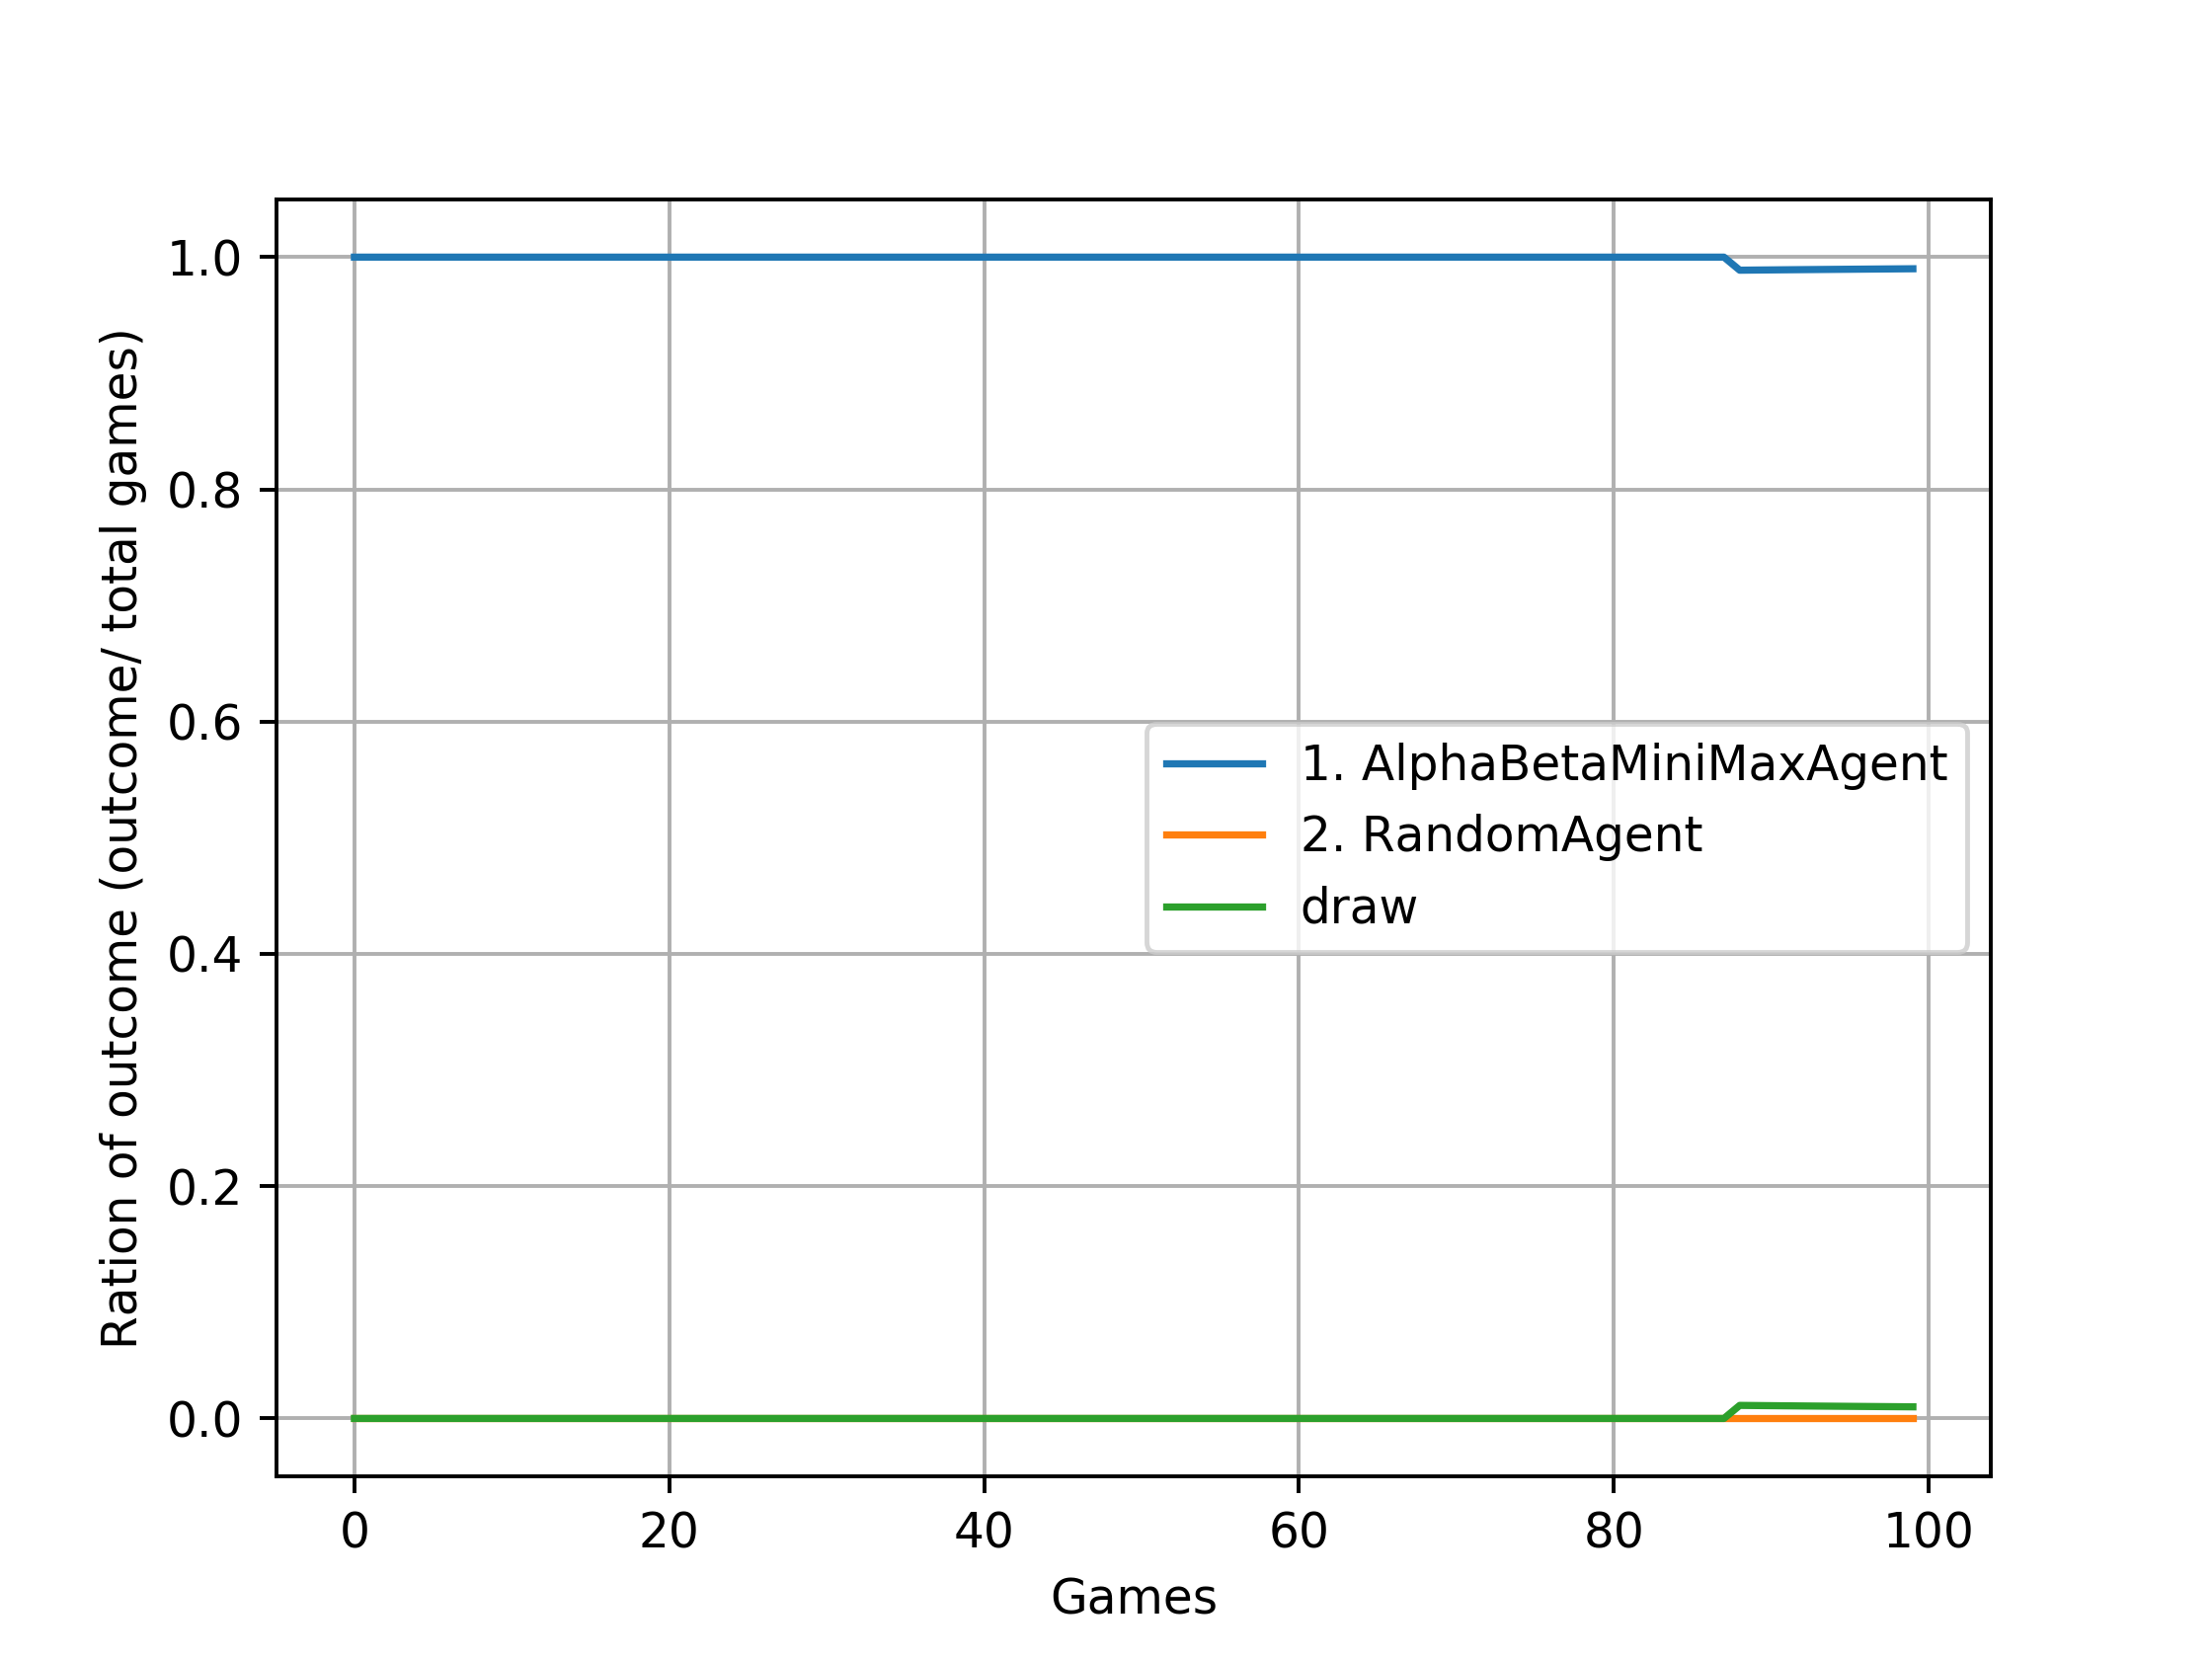 1.0
0.8
0.6
0.4
0.2
0.0
Ration of outcome (outcome/ total games)
1. AlphaBetaMiniMaxAgent
2. RandomAgent
draw
0 20 40 60 80 100
Games